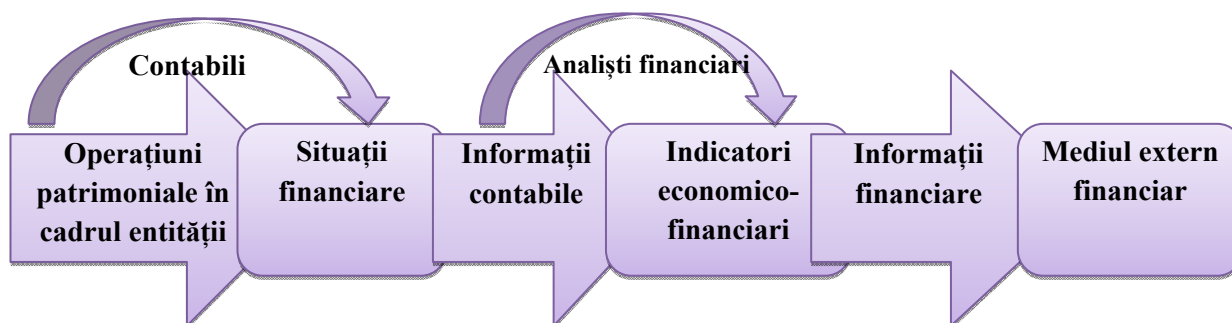 Contabili
Analiști financiari
Operațiuni
patrimoniale în
cadrul entității
Situații
financiare
Informații
contabile
Indicatori
economico-
financiari
Informații
financiare
Mediul extern
financiar